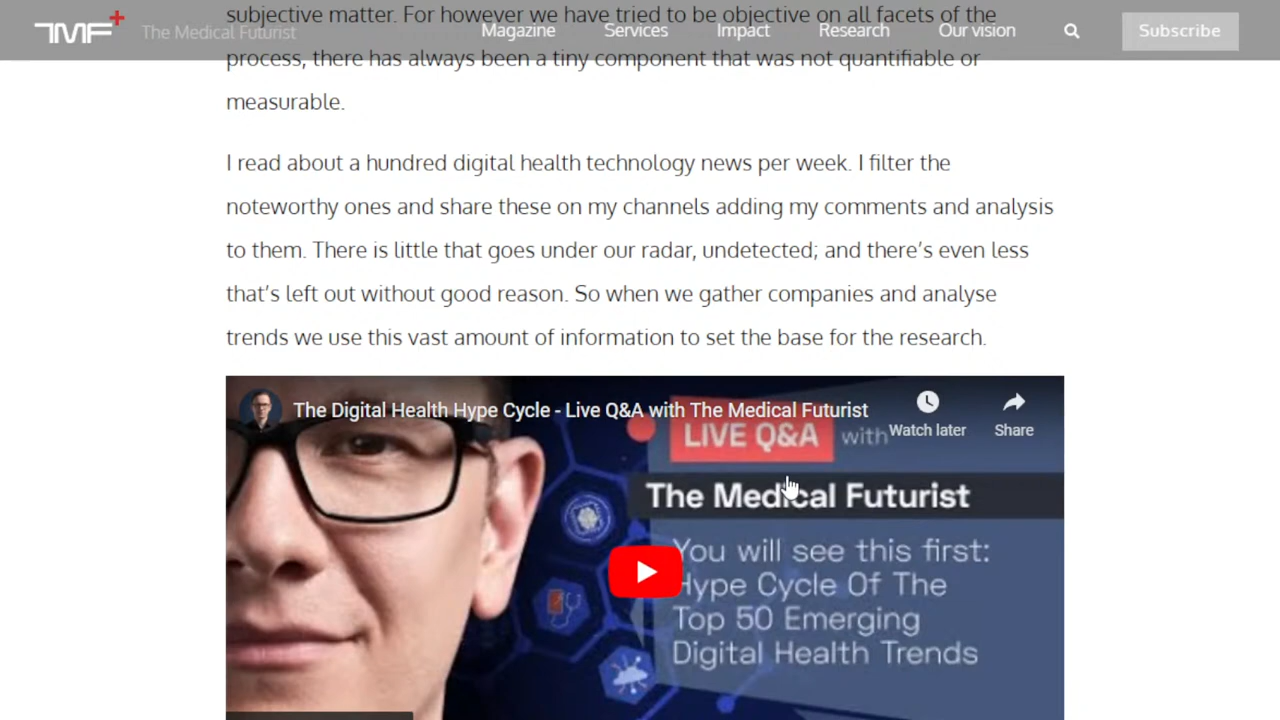 subjective matter. For however we have tried to be objective on all facets of the
TMF+ The Medical Futurist Magazine Services Impact Research Our vision Subscribe
process, there has always been a tiny component that was not quantifiable or
measurable.
I read about a hundred digital health technology news per week. I filter the
noteworthy ones and share these on my channels adding my comments and analysis
to them. There is little that goes under our radar, undetected; and there’s even less
that’s left out without good reason. So when we gather companies and analyse
trends we use this vast amount of information to set the base for the research.
The Digital Health Hype Cycle - Live Q&A with The Medical Futurist
Watch later
Share
LIVE Q&A with
The Medical Futurist
You will see this first:
Hype Cycle Of The
Top 50 Emerging
Digital Health Trends